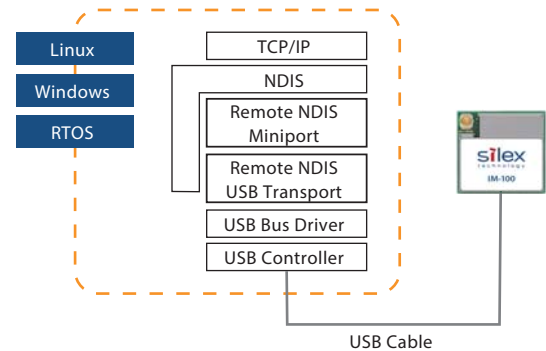 Linux
Windows
RTOS
TCP/IP
NDIS
Remote NDIS
Miniport
Remote NDIS
USB Transport
USB Bus Driver
USB Controller
silex
technology
IM-100
USB Cable